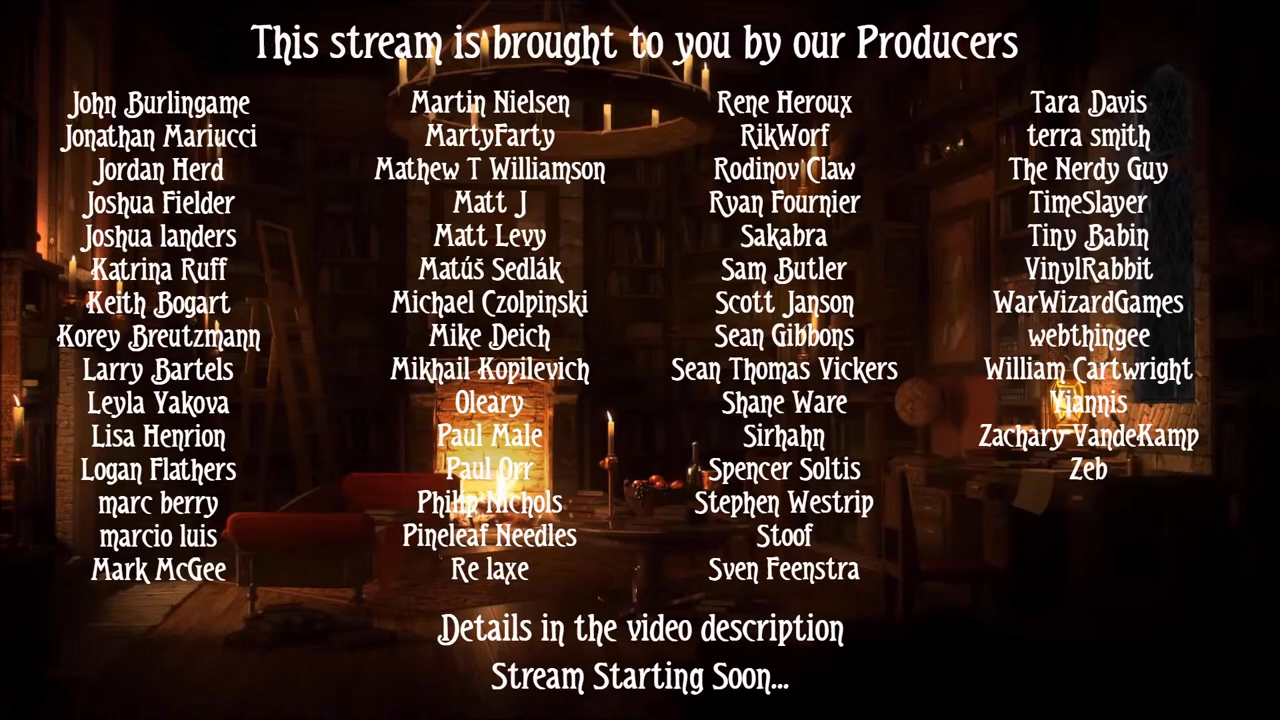 This stream is brought to you by our Producers
John Burlingame
Jonathan Mariucci
Jordan Herd
Joshua Fielder
Joshua landers
Katrina Ruff
Keith Bogart
Korey Breutzmann
Larry Bartels
Leyla Yakova
Lisa Henrion
Logan Flathers
marc berry
marcio luis
Mark McGee
Martin Nielsen
MartyFarty
Mathew T Williamson
Matt J
Matt Levy
Matúš Sedlák
Michael Czolpinski
Mike Deich
Mikhail Kopilevich
Oleary
Paul Male
Paul Orr
Philip Nichols
Pineleaf Needles
Re laxe
Rene Heroux
RikWorf
Rodinov Claw
Ryan Fournier
Sakabra
Sam Butler
Scott Janson
Sean Gibbons
Sean Thomas Vickers
Shane Ware
Sirhahn
Spencer Soltis
Stephen Westrip
Stoof
Sven Feenstra
Tara Davis
terra smith
The Nerdy Guy
TimeSlayer
Tiny Babin
VinylRabbit
WarWizardGames
webthingee
William Cartwright
Yiannis
Zachary VandeKamp
Zeb
Details in the video description
Stream Starting Soon...